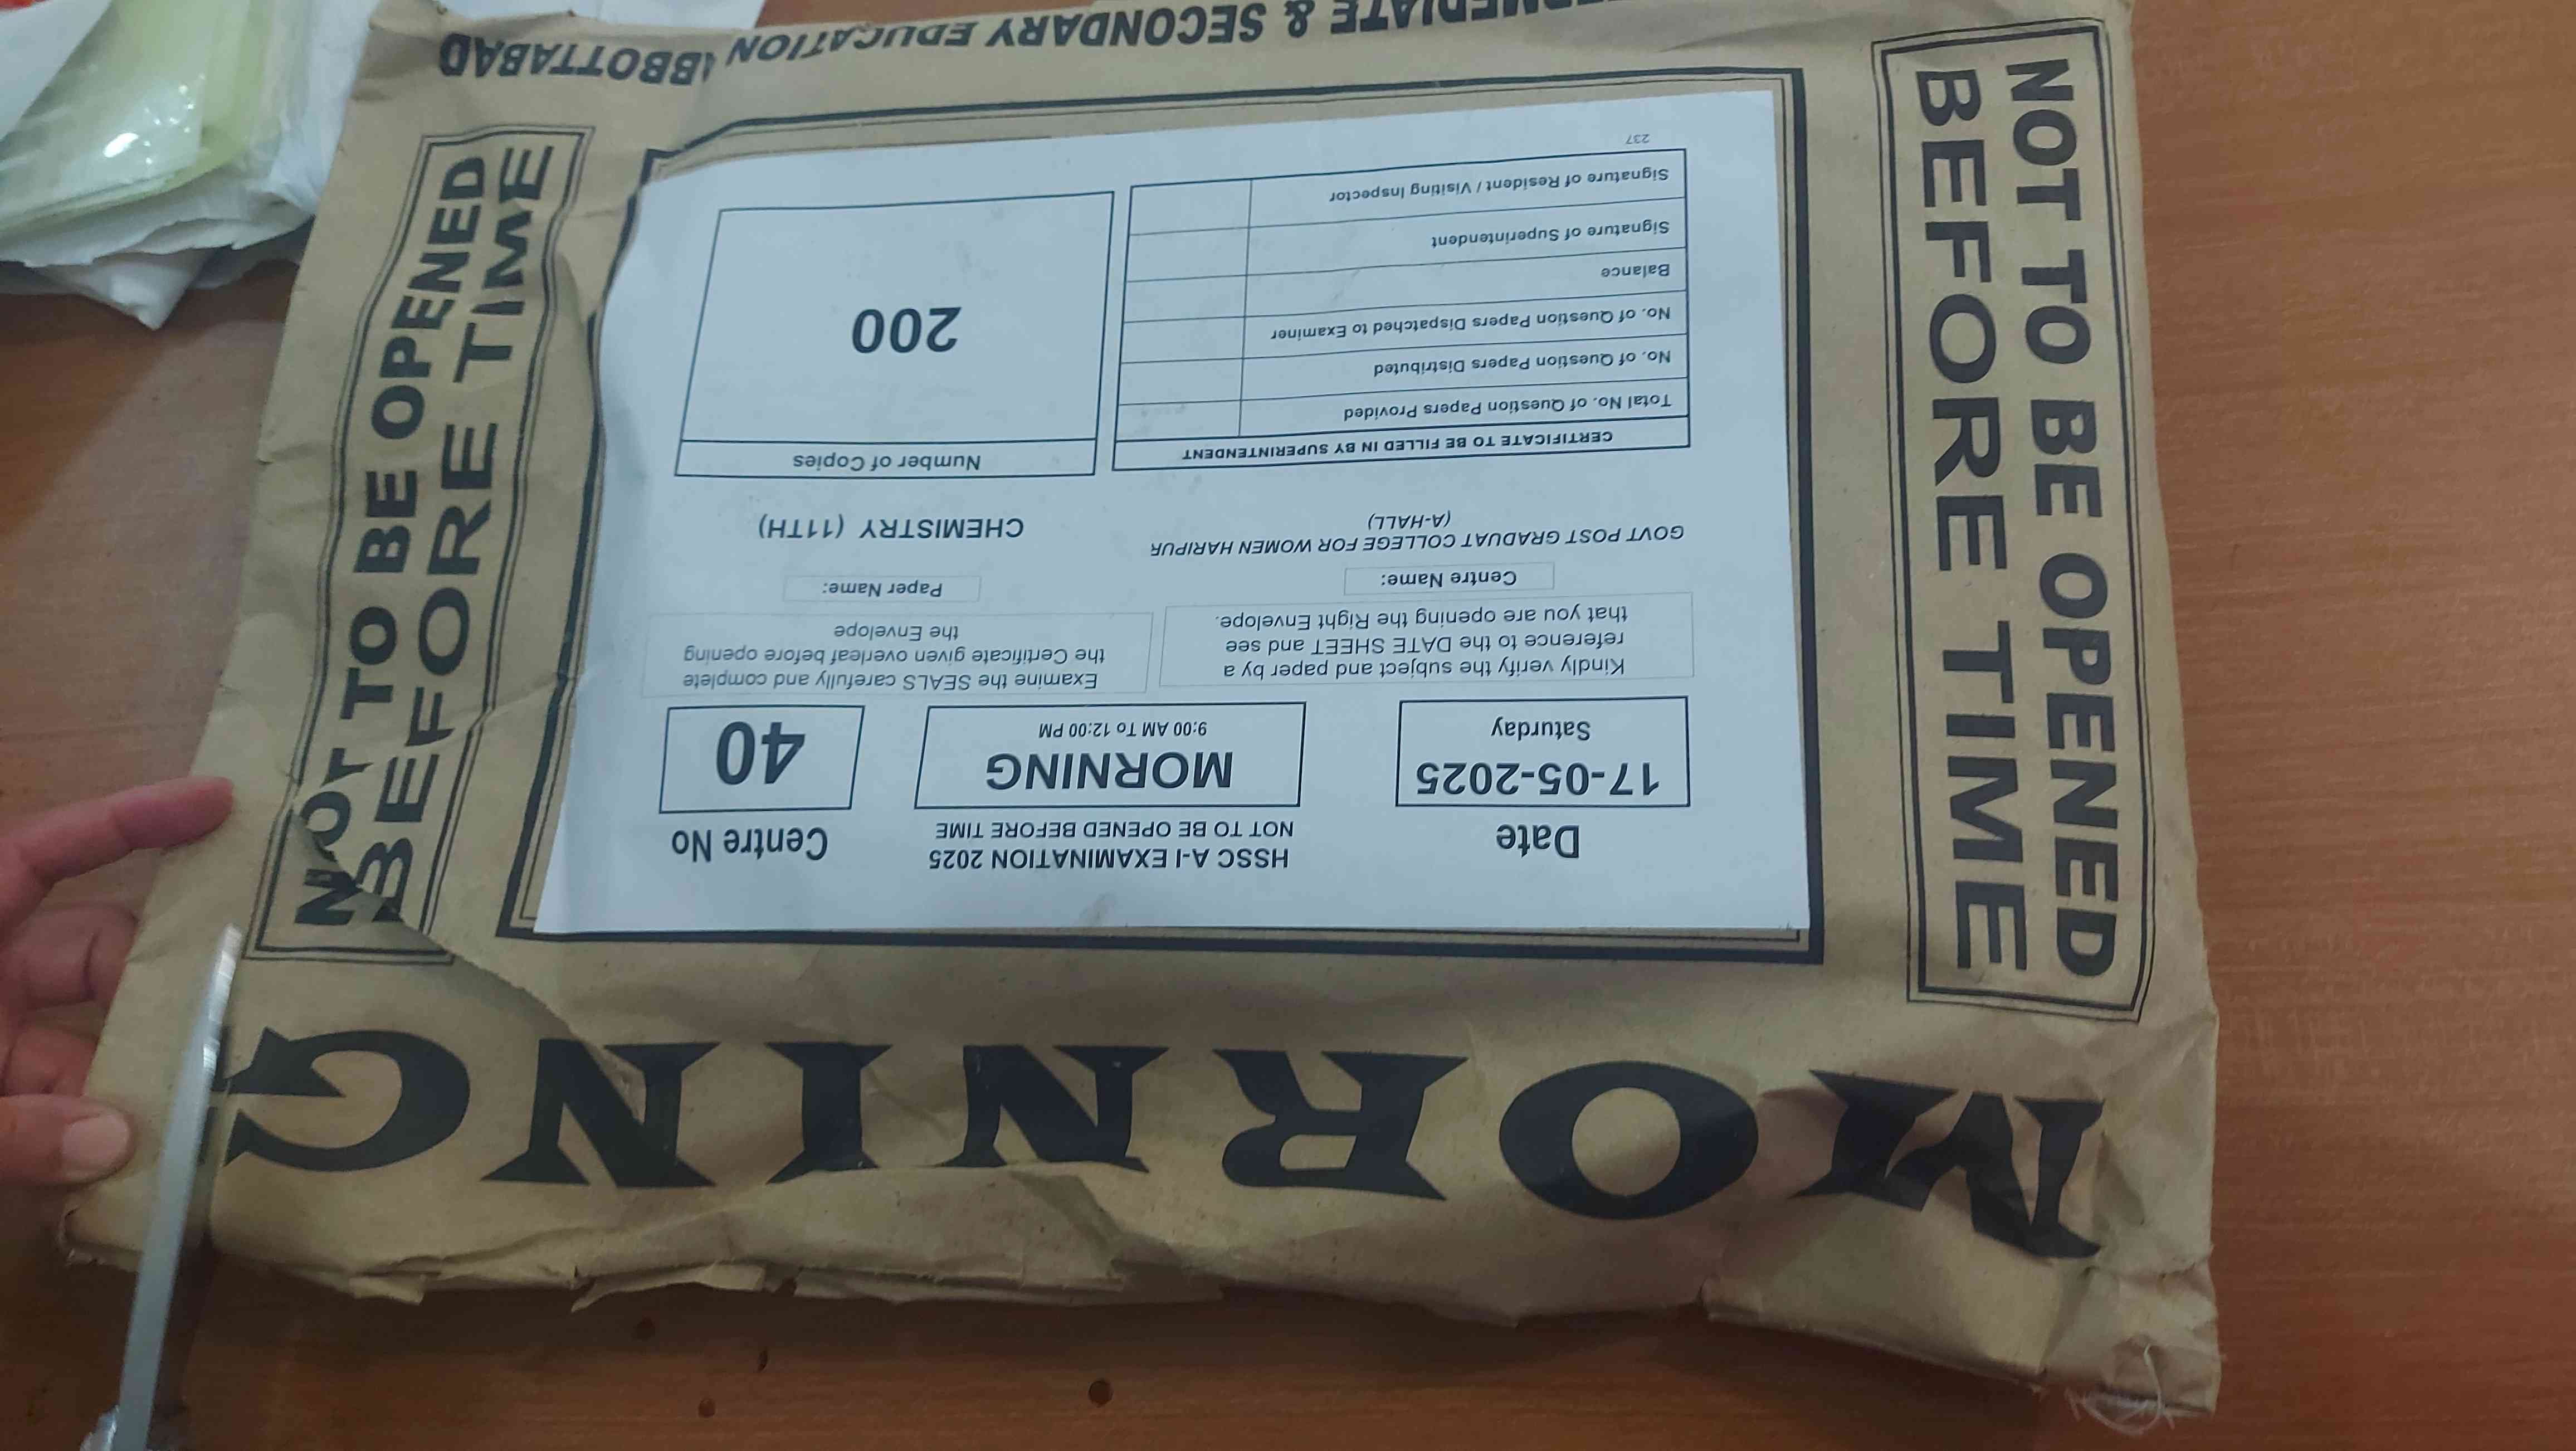 MORNING
NOT TO BE OPENED
BEFORE TIME
NOT TO BE OPENED
BEFORE TIME
Date
17-05-2025
Saturday
HSSC A-I EXAMINATION 2025
NOT TO BE OPENED BEFORE TIME
MORNING
9:00 AM To 12:00 PM
Centre No
40
Kindly verify the subject and paper by a
reference to the DATE SHEET and see
that you are opening the Right Envelope.
Examine the SEALS carefully and complete
the Certificate given overleaf before opening
the Envelope
Centre Name:
GOVT POST GRADUAT COLLEGE FOR WOMEN HARIPUR
(A-HALL)
Paper Name:
CHEMISTRY (11TH)
CERTIFICATE TO BE FILLED IN BY SUPERINTENDENT
Total No. of Question Papers Provided
No. of Question Papers Distributed
No. of Question Papers Dispatched to Examiner
Balance
Signature of Superintendent
Signature of Resident / Visiting Inspector
237
Number of Copies
200
& SECONDARY EDUCATION ABBOTTABAD